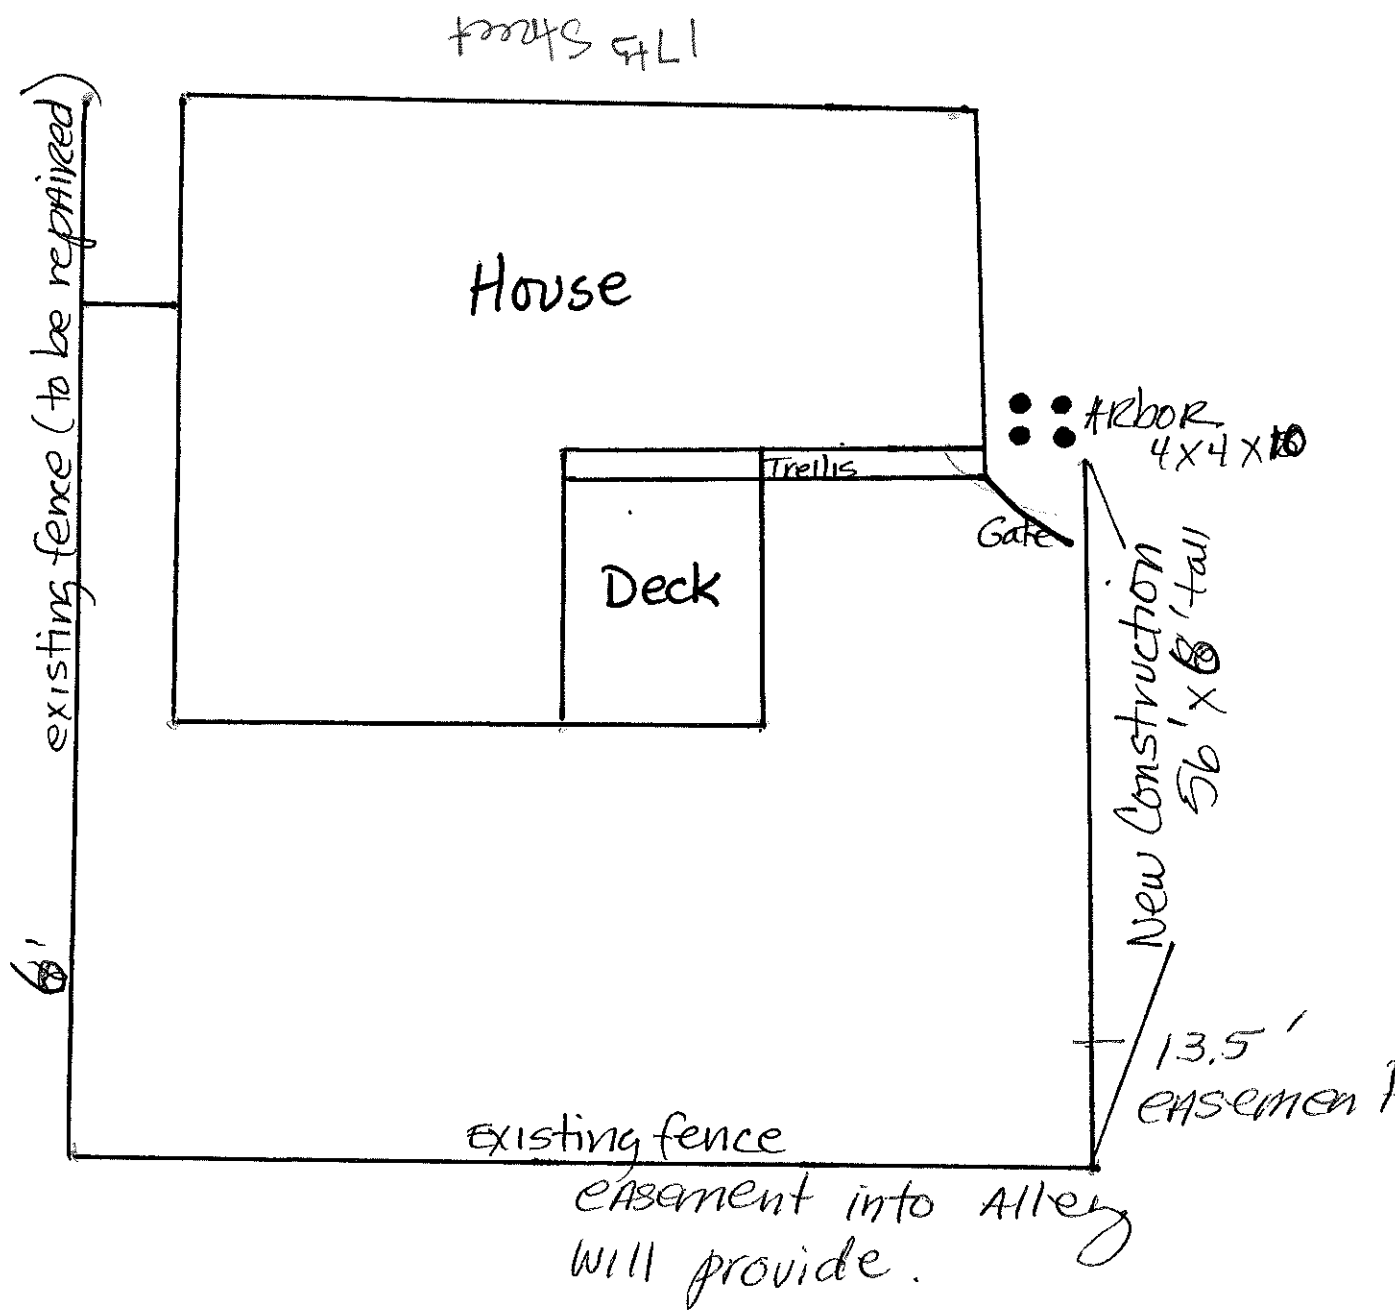 17th Street
existing fence (to be repaired)
House
ARboR
4x4x10
Trellis
Gate
Deck
New Construction
56' x 6' tall
6'
13.5'
easement
Existing fence
easement into Alley
will provide.